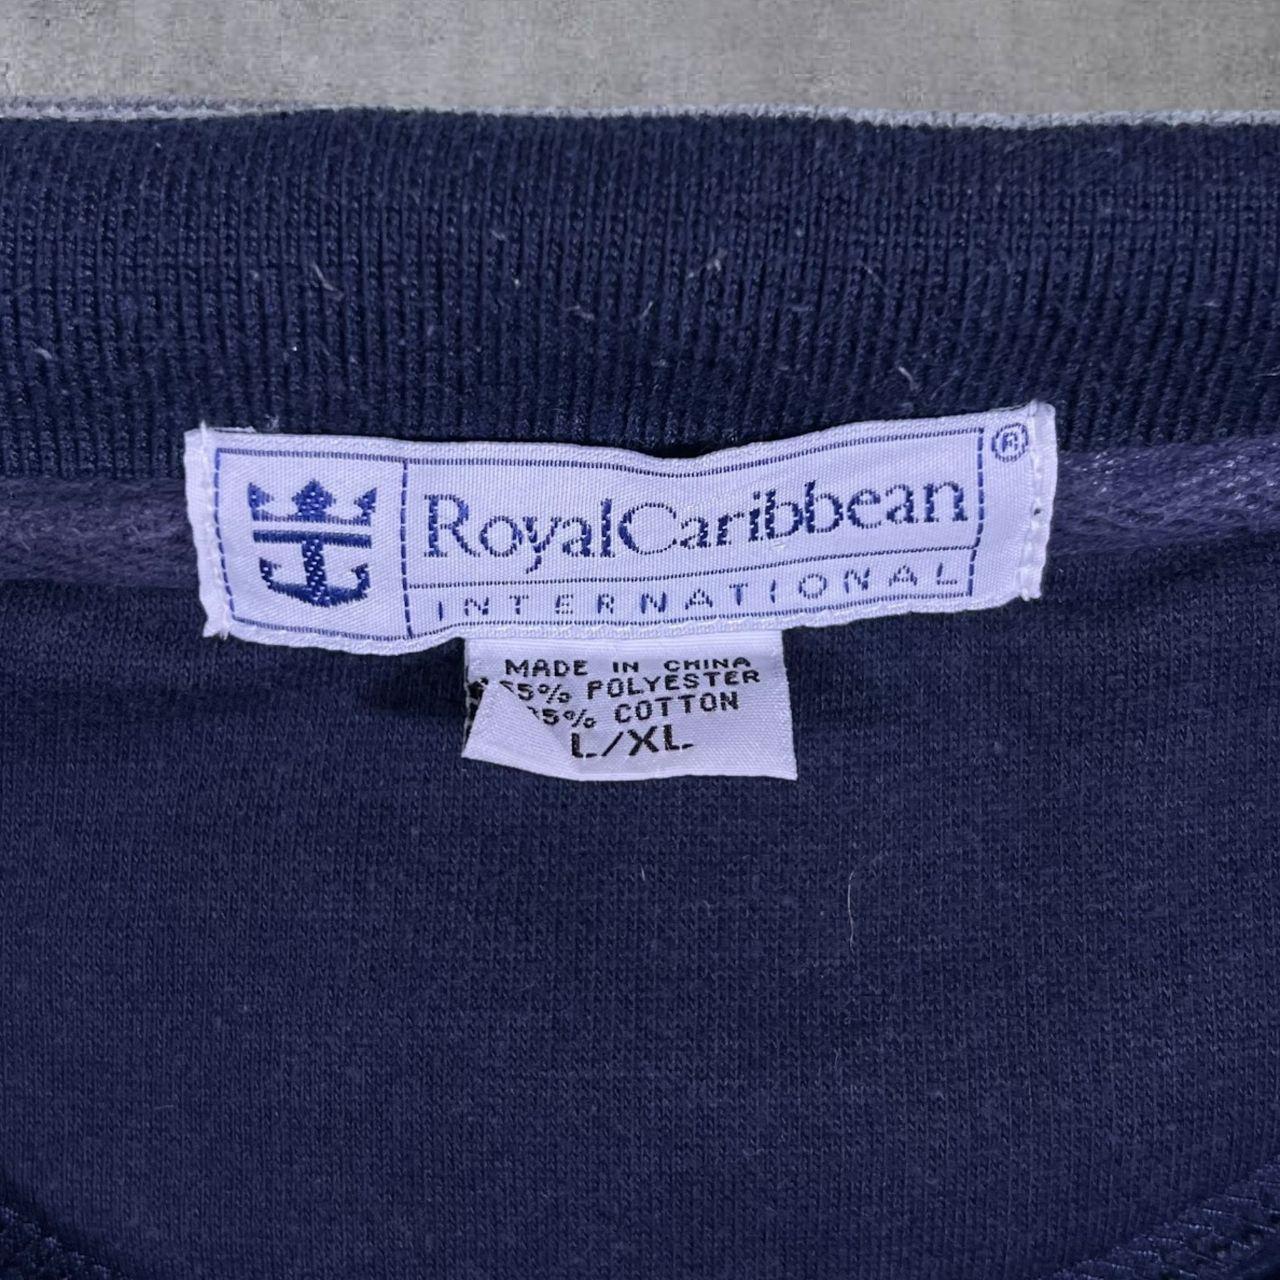 RoyalCaribbean ®
INTERNATIONAL
MADE IN CHINA
POLYESTER
COTTON
L/XL